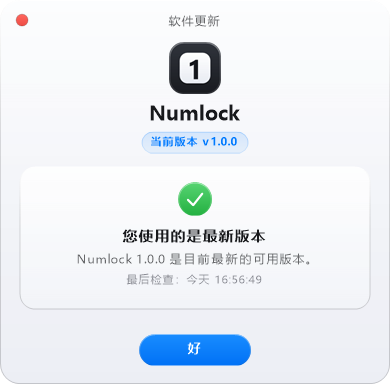 软件更新
1
Numlock
当前版本 v1.0.0
您使用的是最新版本
Numlock 1.0.0 是目前最新的可用版本。
最后检查：今天 16:56:49
好